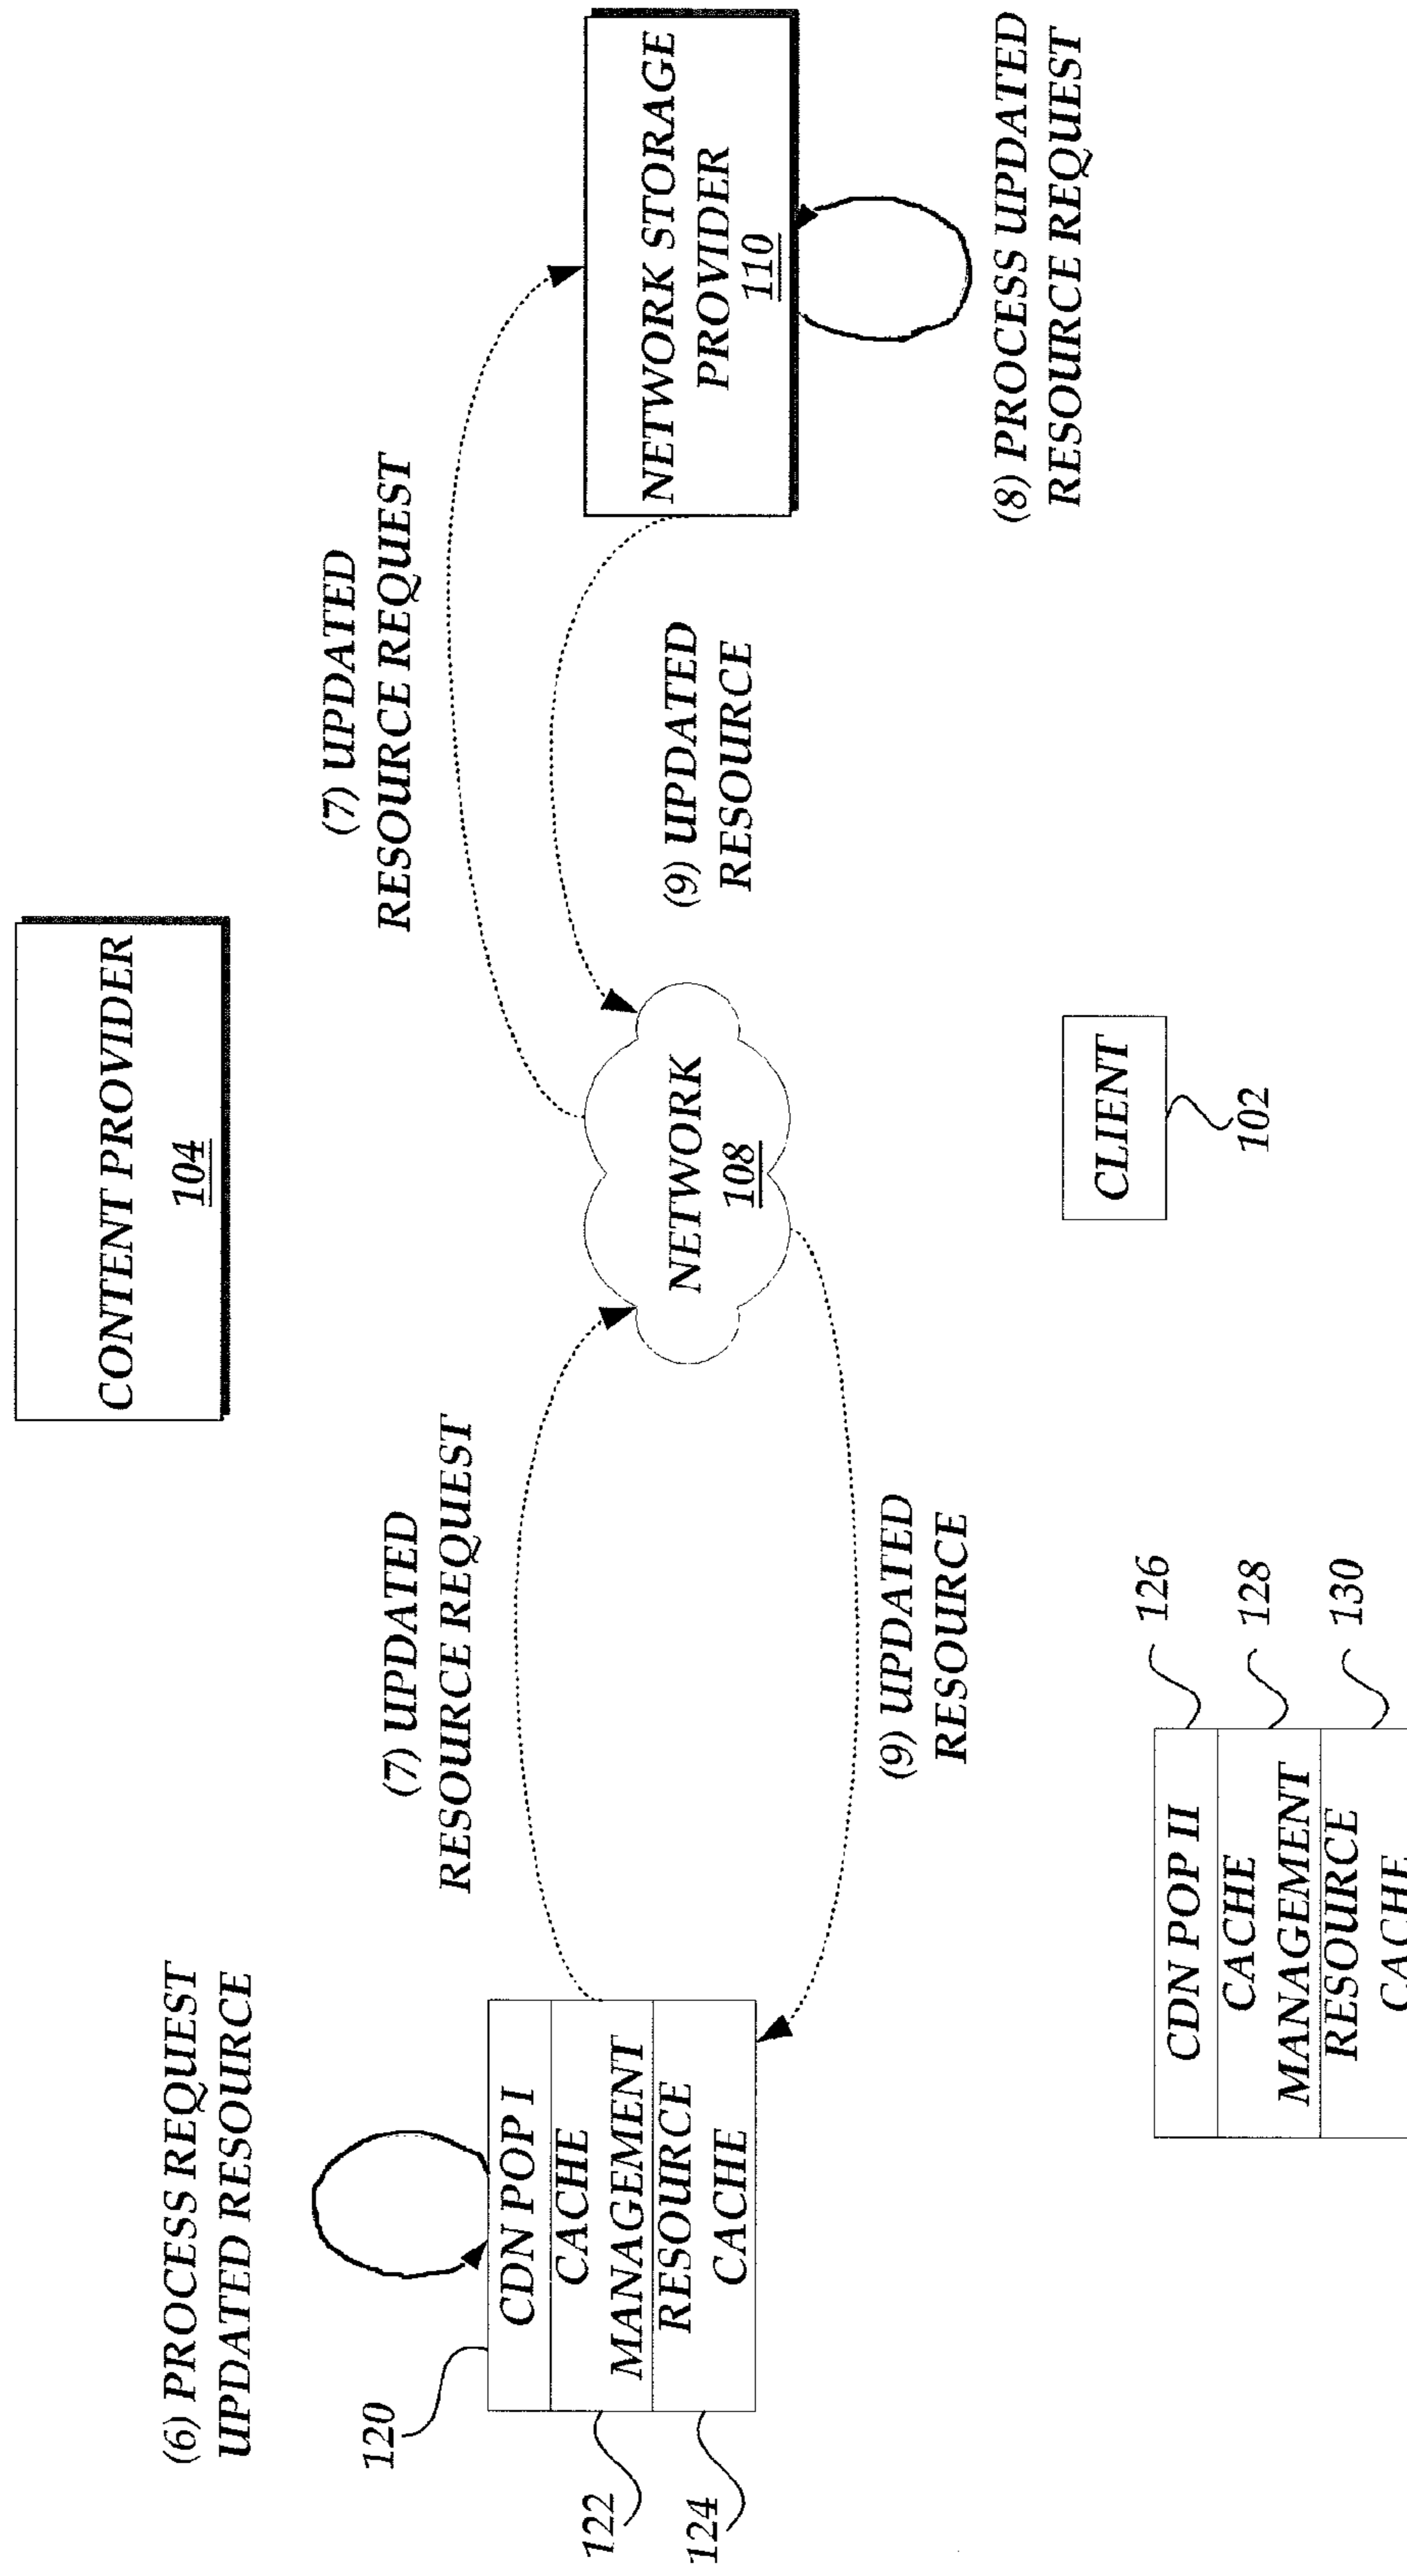 (6) PROCESS REQUEST
UPDATED RESOURCE
120
CDN POP I
CACHE
MANAGEMENT
RESOURCE
CACHE
122
124
(7) UPDATED
RESOURCE REQUEST
(9) UPDATED
RESOURCE
CONTENT PROVIDER
104
NETWORK
108
(7) UPDATED
RESOURCE REQUEST
(9) UPDATED
RESOURCE
NETWORK STORAGE
PROVIDER
110
(8) PROCESS UPDATED
RESOURCE REQUEST
CLIENT
102
CDN POP II
CACHE
MANAGEMENT
RESOURCE
CACHE
126
128
130